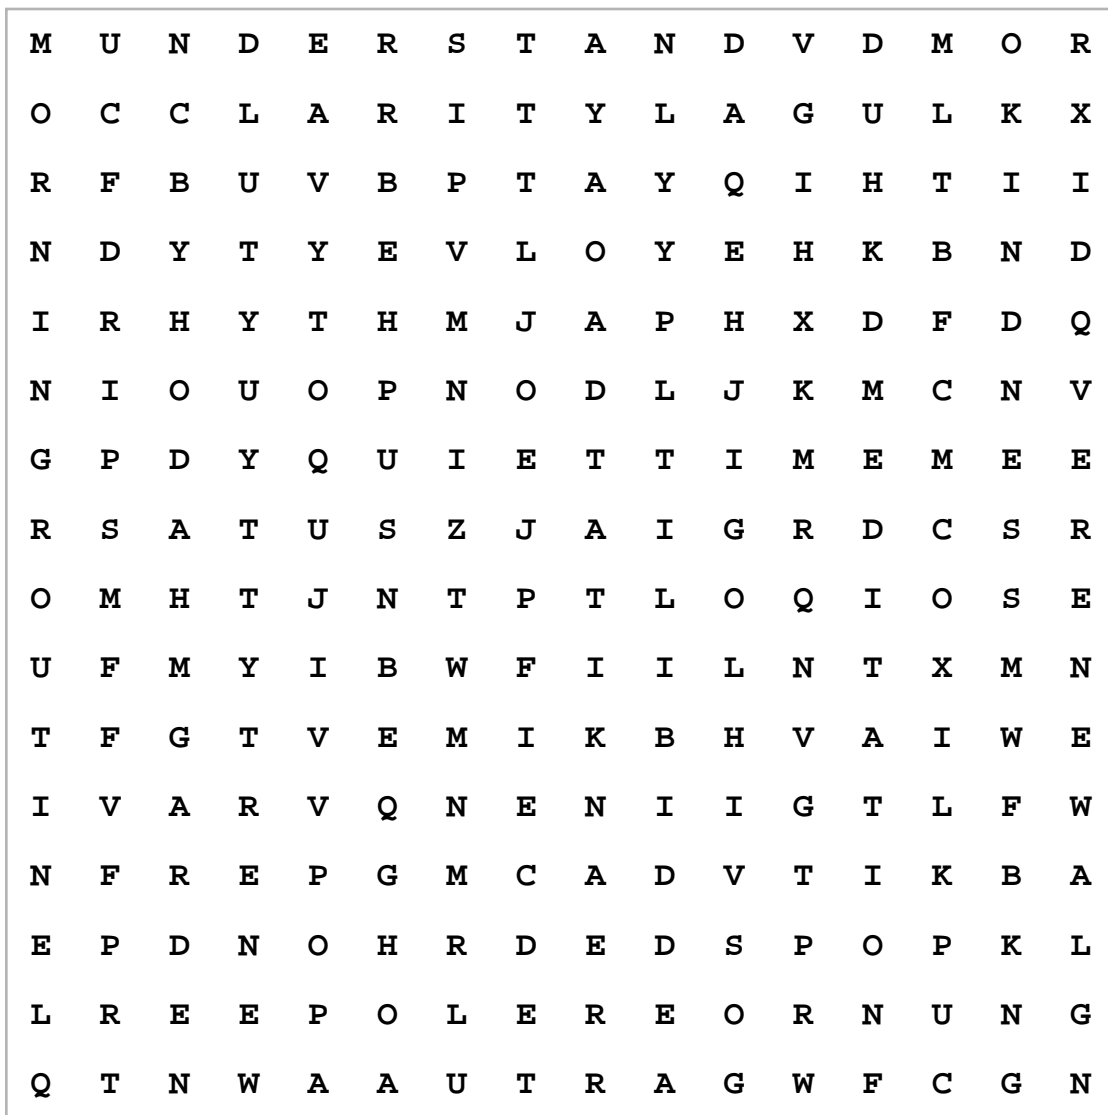 M U N D E R S T A N D V D M O R
O C C L A R I T Y L A G U L K X
R F B U V B P T A Y Q I H T I I
N D Y T Y E V L O Y E H K B N D
I R H Y T H M J A P H X D F D Q
N I O U O P N O D L J K M C N V
G P D Y Q U I E T T I M E M E E
R S A T U S Z J A I G R D C S R
O M H T J N T P T L O Q I O S E
U F M Y I B W F I I L N T X M N
T F G T V E M I K B H V A I W E
I V A R V Q N E N I I G T L F W
N F R E P G M C A D V T I K B A
E P D N O H R D E D S P O P K L
L R E E P O L E R E O R N U N G
Q T N W A A U T R A G W F C G N